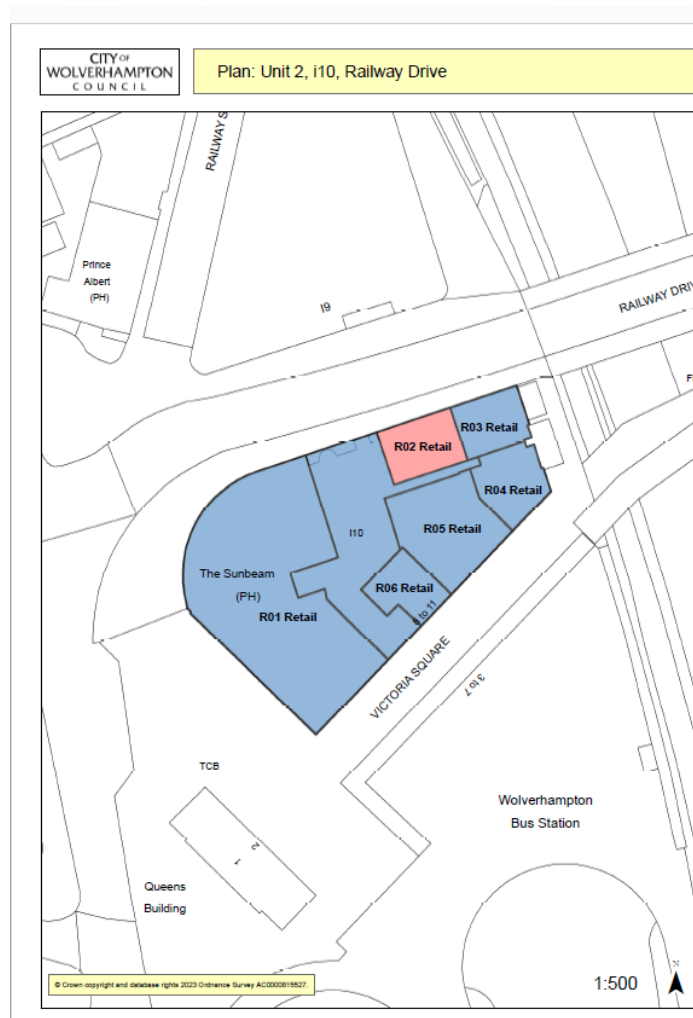 CITY OF
WOLVERHAMPTON
COUNCIL
Plan: Unit 2, i10, Railway Drive
RAILWAY S
Prince
Albert
(PH)
I9
RAILWAY DRIV
R02 Retail
R03 Retail
R04 Retail
I10
R05 Retail
The Sunbeam
(PH)
R01 Retail
R06 Retail
to 11
VICTORIA SQUARE
3 to 7
TCB
Wolverhampton
Bus Station
2
1
Queens
Building
© Crown copyright and database rights 2023 Ordnance Survey AC0000815527.
1:500
N